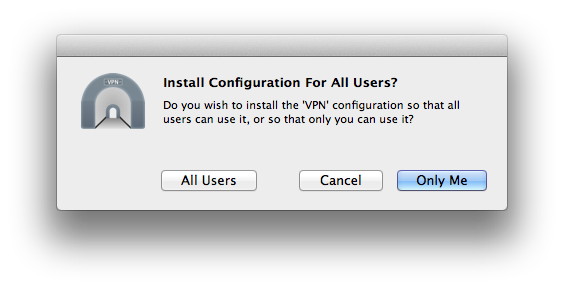 VPN
Install Configuration For All Users?
Do you wish to install the 'VPN' configuration so that all
users can use it, or so that only you can use it?
All Users
Cancel
Only Me